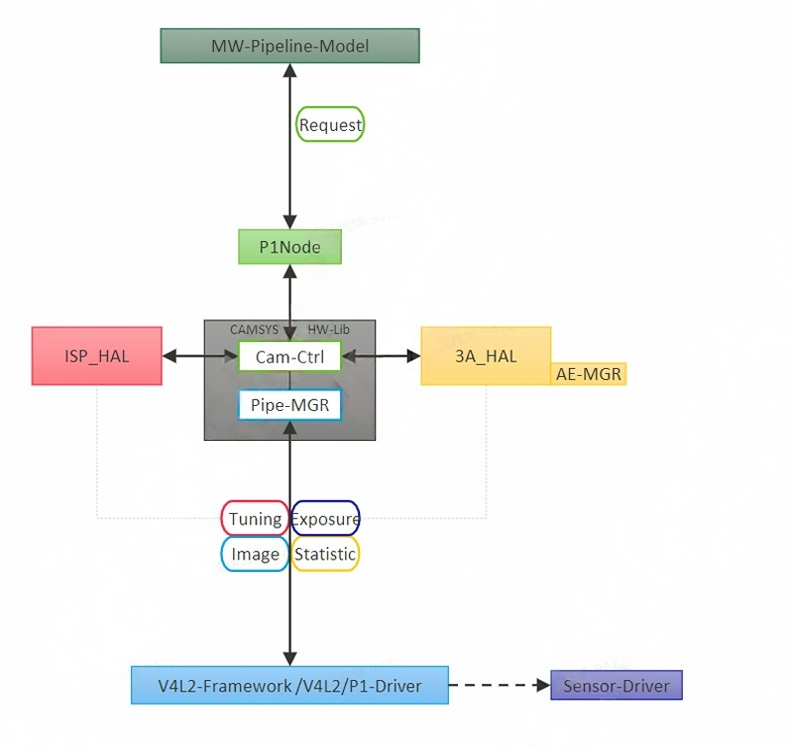 MW-Pipeline-Model
Request
P1Node
CAMSYS HW-Lib
ISP_HAL
Cam-Ctrl
3A_HAL
AE-MGR
Pipe-MGR
Tuning
Exposure
Image
Statistic
V4L2-Framework/V4L2/P1-Driver
Sensor-Driver